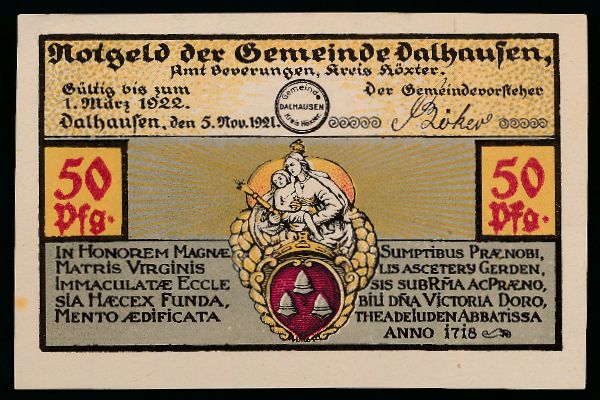 Notgeld der Gemeinde Dalhausen,
Amt Beverungen, Kreis Höxter.
Gültig bis zum
1. März 1922.
Dalhausen, den 5. Nov. 1921.
Gemeinde
DALHAUSEN
Kreis Höxter
Der Gemeindevorsteher
50
Pfg.
50
Pfg.
IN HONOREM MAGNÆ
MATRIS VIRGINIS
IMMACULATÆ ECCLE
SIA HÆCEX FUNDA,
MENTO ÆDIFICATA
SUMPTIBUS PRÆNOBI,
LIS ASCETERY GERDEN,
SIS SUBRM̃A ACPRÆNO,
BILI DÑA VICTORIA DORO,
THEADELUDEN ABBATISSA
ANNO 1718